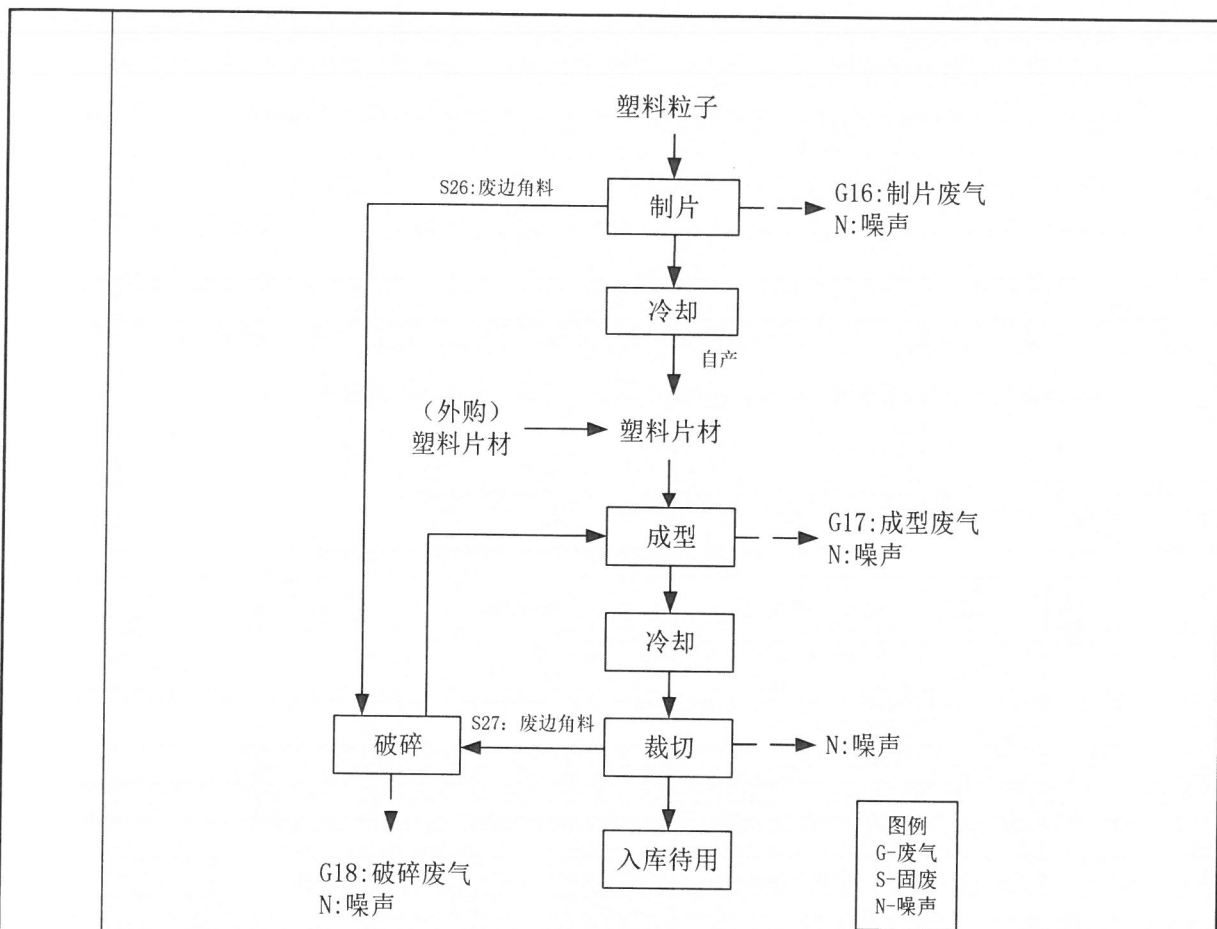 塑料粒子
S26:废边角料
制片
G16:制片废气
N:噪声
冷却
自产
（外购）
塑料片材
塑料片材
成型
G17:成型废气
N:噪声
冷却
S27：废边角料
破碎
裁切
N:噪声
入库待用
G18:破碎废气
N:噪声
图例
G-废气
S-固废
N-噪声